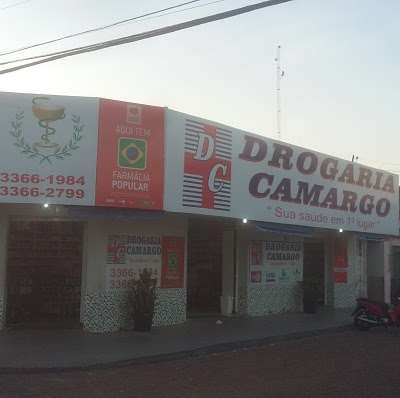 3366-1984
3366-2799
AQUI TEM
FARMÁCIA
POPULAR
DC
DROGARIA
CAMARGO
"Sua saúde em 1º lugar"
DROGARIA
CAMARGO
3366-1984
DROGARIA
CAMARGO